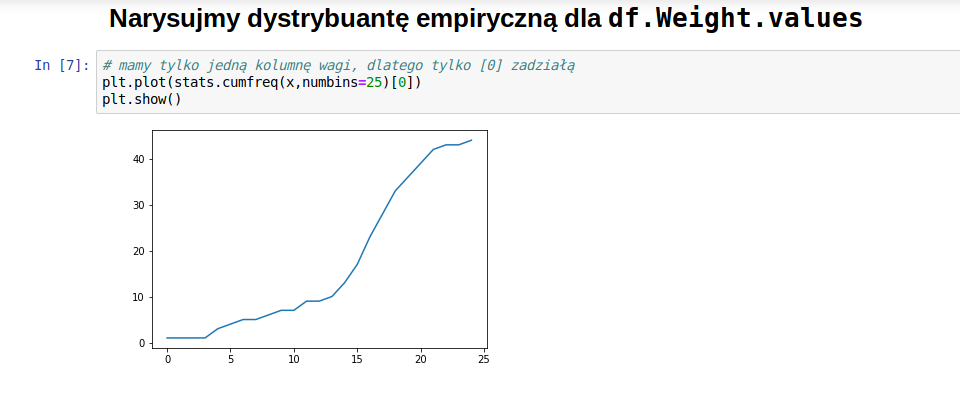 Narysujmy dystrybuantę empiryczną dla df.Weight.values
In [7]: # mamy tylko jedną kolumnę wagi, dlatego tylko [0] zadziałą
plt.plot(stats.cumfreq(x,numbins=25)[0])
plt.show()
40
30
20
10
0
0 5 10 15 20 25